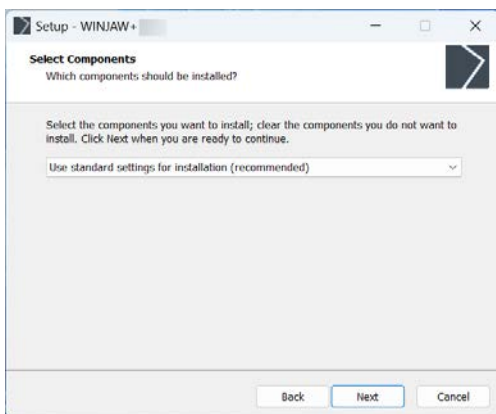 Setup - WINJAW+
Select Components
Which components should be installed?
Select the components you want to install; clear the components you do not want to
install. Click Next when you are ready to continue.
Use standard settings for installation (recommended)
Back Next Cancel